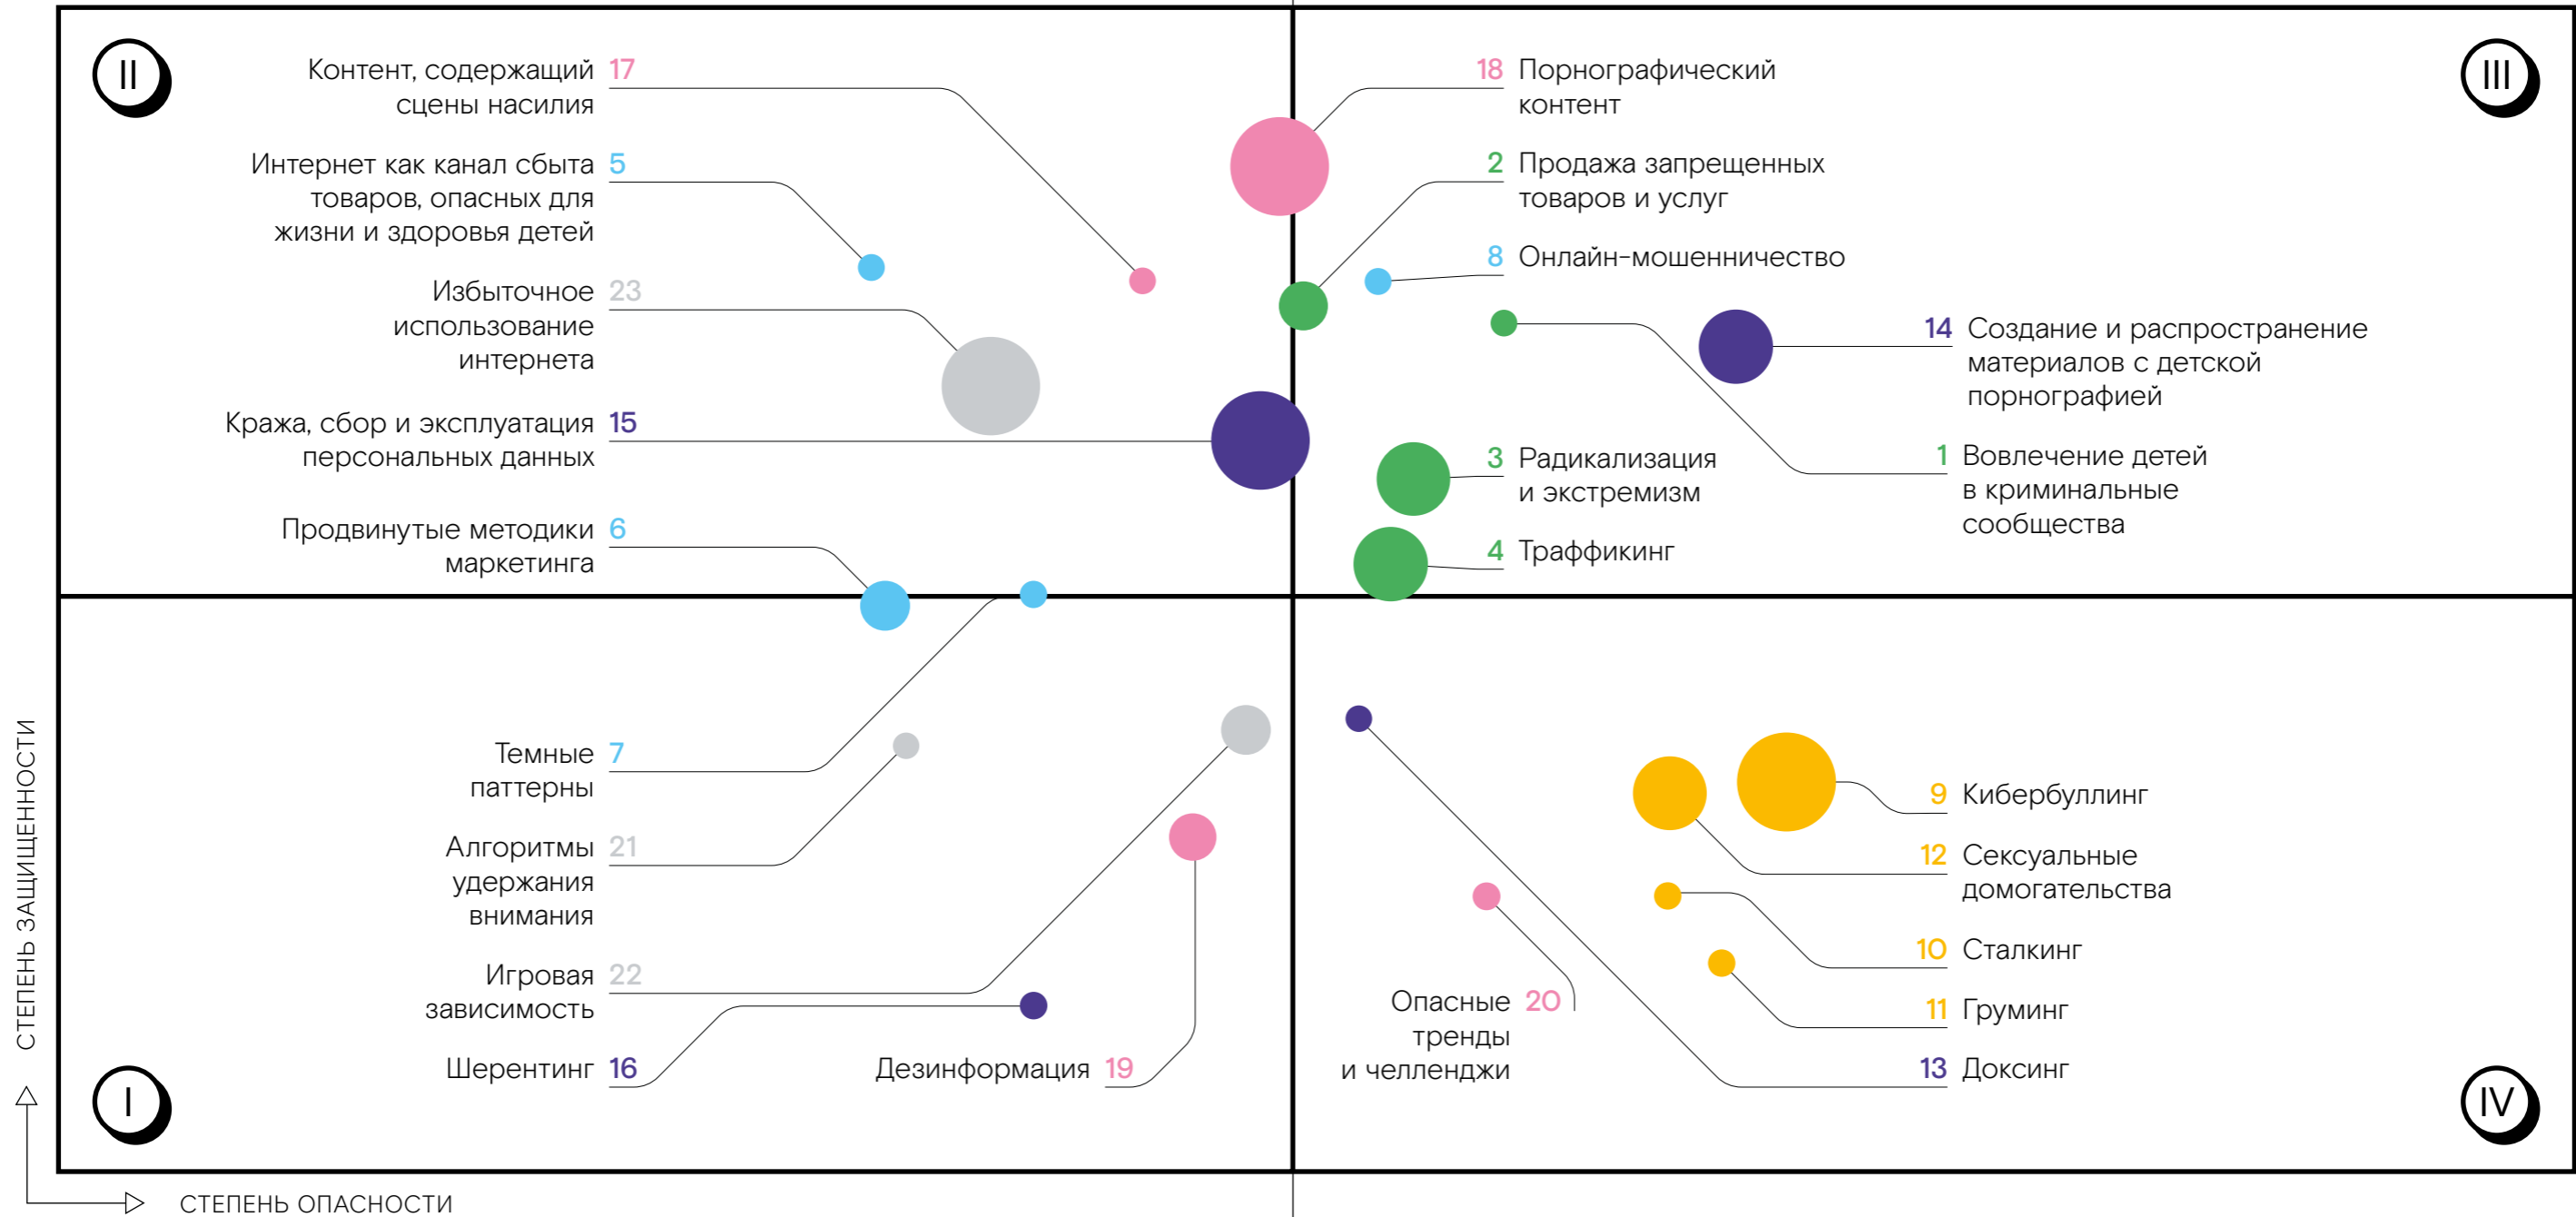 II
Контент, содержащий 17
сцены насилия
Интернет как канал сбыта 5
товаров, опасных для
жизни и здоровья детей
Избыточное 23
использование
интернета
Кража, сбор и эксплуатация 15
персональных данных
Продвинутые методики 6
маркетинга
III
18 Порнографический
контент
2 Продажа запрещенных
товаров и услуг
8 Онлайн-мошенничество
14 Создание и распространение
материалов с детской
порнографией
3 Радикализация
и экстремизм
1 Вовлечение детей
в криминальные
сообщества
4 Траффикинг
Темные 7
паттерны
Алгоритмы 21
удержания
внимания
Игровая 22
зависимость
Шерентинг 16
Дезинформация 19
I
9 Кибербуллинг
12 Сексуальные
домогательства
10 Сталкинг
11 Груминг
13 Доксинг
Опасные 20
тренды
и челленджи
IV
СТЕПЕНЬ ЗАЩИЩЕННОСТИ
СТЕПЕНЬ ОПАСНОСТИ